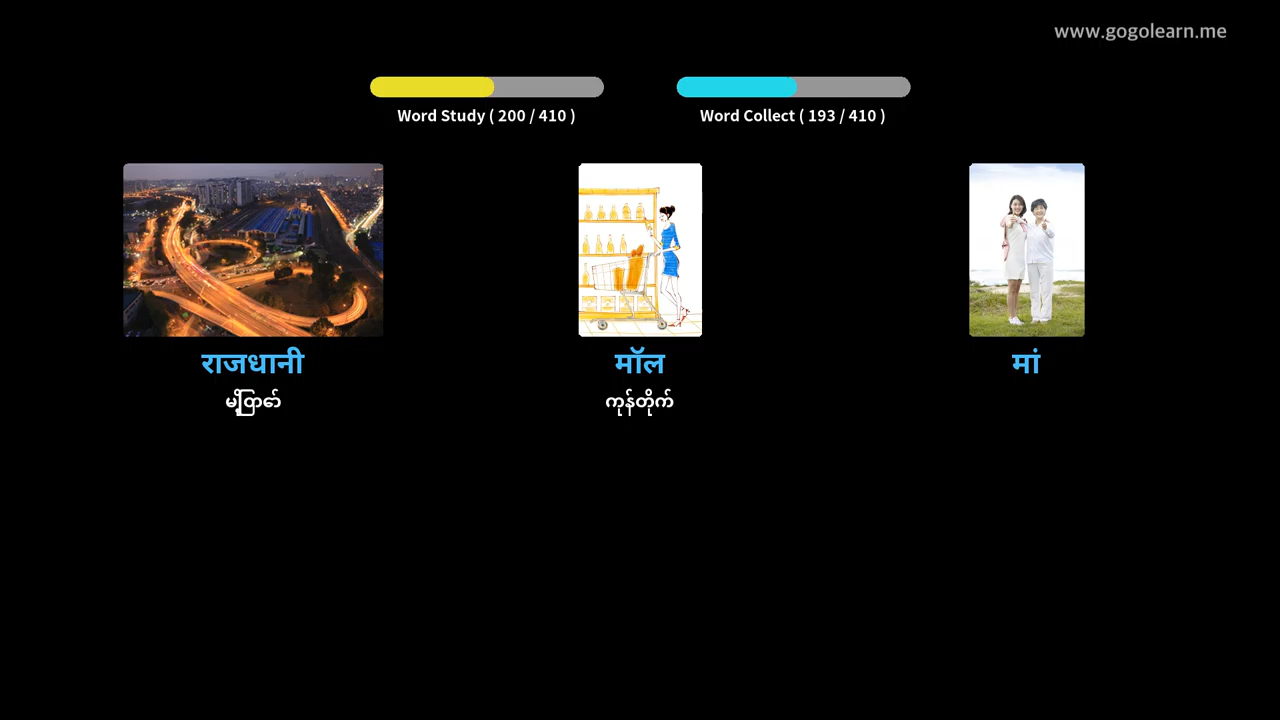 www.gogolearn.me
Word Study ( 200 / 410 )
Word Collect ( 193 / 410 )
राजधानी
မြို့တော်
मॉल
ကုန်တိုက်
मां